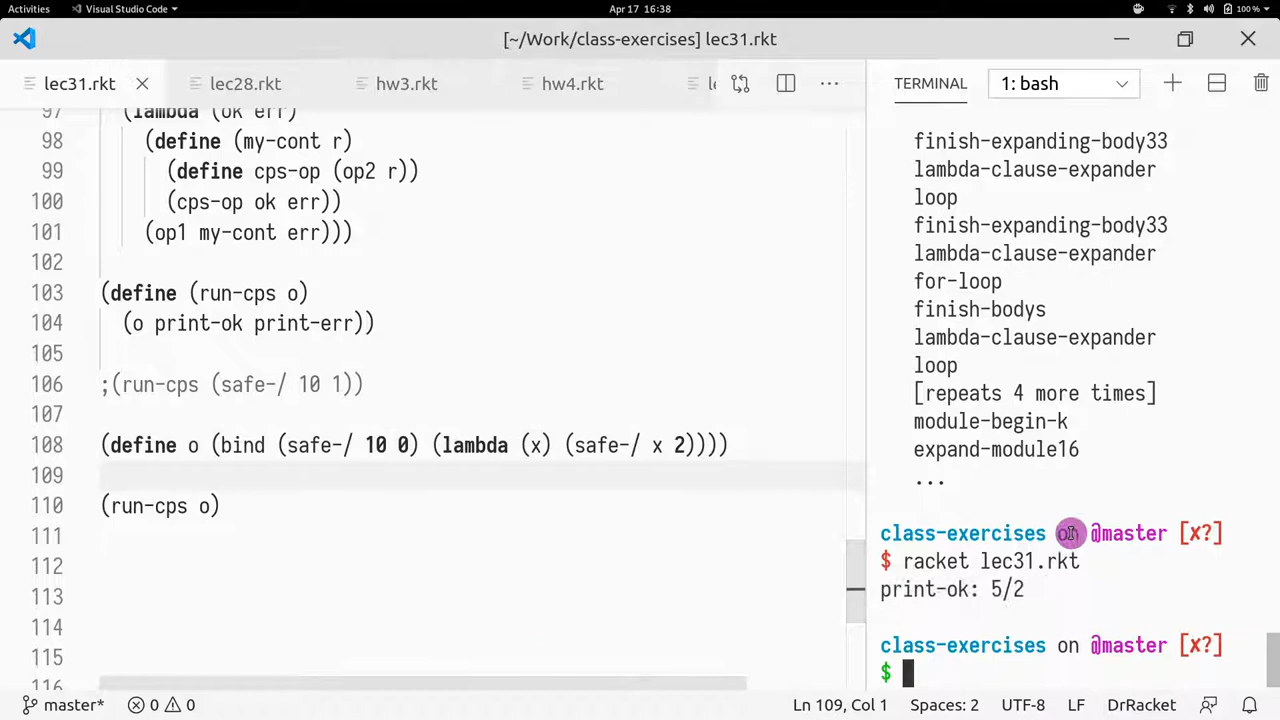 Activities Visual Studio Code Apr 17 16:38 100 %
[~/Work/class-exercises] lec31.rkt
lec31.rkt lec28.rkt hw3.rkt hw4.rkt
97 (lambda (ok err)
98 (define (my-cont r)
99 (define cps-op (op2 r))
100 (cps-op ok err))
101 (op1 my-cont err)))
102
103 (define (run-cps o)
104 (o print-ok print-err))
105
106 ;(run-cps (safe-/ 10 1))
107
108 (define o (bind (safe-/ 10 0) (lambda (x) (safe-/ x 2))))
109
110 (run-cps o)
111
112
113
114
115
116
TERMINAL 1: bash
finish-expanding-body33
lambda-clause-expander
loop
finish-expanding-body33
lambda-clause-expander
for-loop
finish-bodys
lambda-clause-expander
loop
[repeats 4 more times]
module-begin-k
expand-module16
...
class-exercises on @master [x?]
$ racket lec31.rkt
print-ok: 5/2
class-exercises on @master [x?]
$
master* 0 0 Ln 109, Col 1 Spaces: 2 UTF-8 LF DrRacket